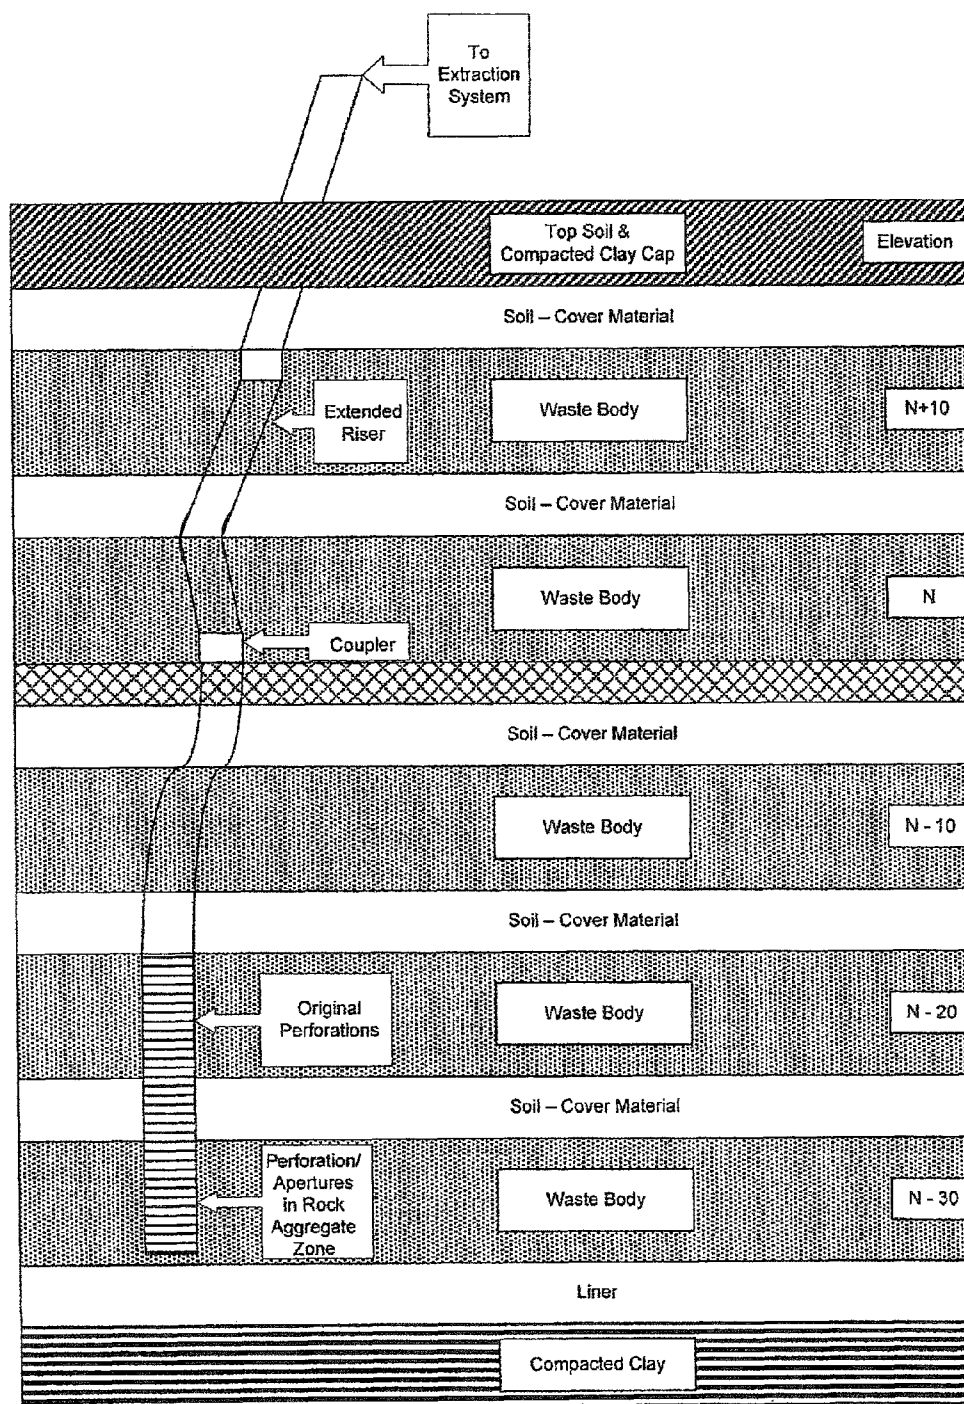 To
Extraction
System
Top Soil &
Compacted Clay Cap
Elevation
Soil – Cover Material
Extended
Riser
Waste Body
N+10
Soil – Cover Material
Waste Body
N
Coupler
Soil – Cover Material
Waste Body
N - 10
Soil – Cover Material
Original
Perforations
Waste Body
N - 20
Soil – Cover Material
Perforation/
Apertures
in Rock
Aggregate
Zone
Waste Body
N - 30
Liner
Compacted Clay